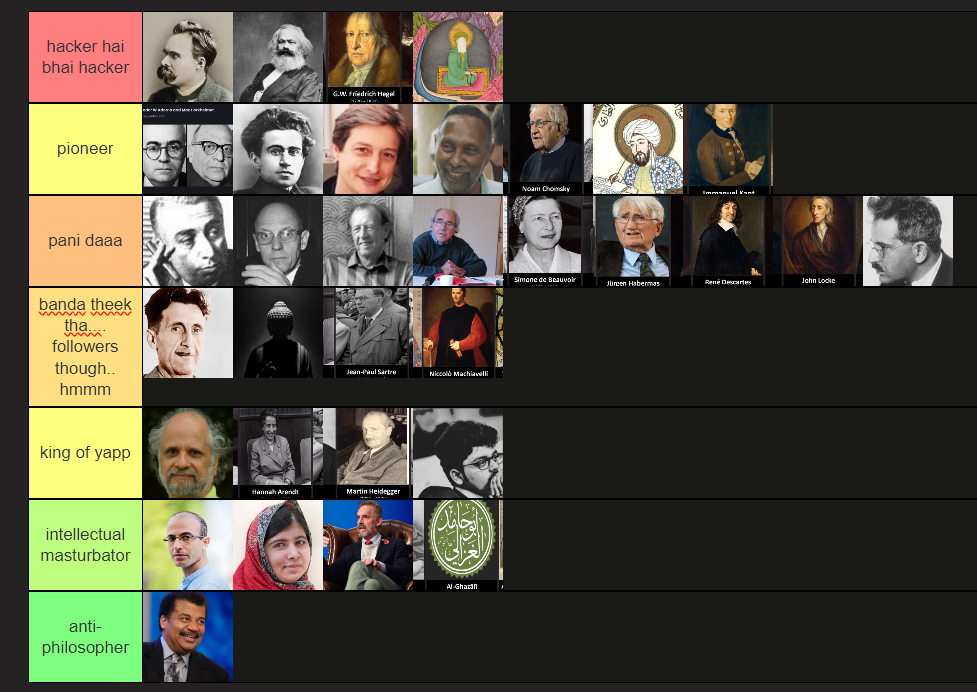 hacker hai
bhai hacker
G.W. Friedrich Hegel
pioneer
Noam Chomsky
Immanuel Kant
pani daaa
Simone de Beauvoir
Jürgen Habermas
René Descartes
John Locke
banda theek
tha....
followers
though..
hmmm
Jean-Paul Sartre
Niccolò Machiavelli
king of yapp
Hannah Arendt
Martin Heidegger
intellectual
masturbator
Al-Ghazālī
anti-
philosopher